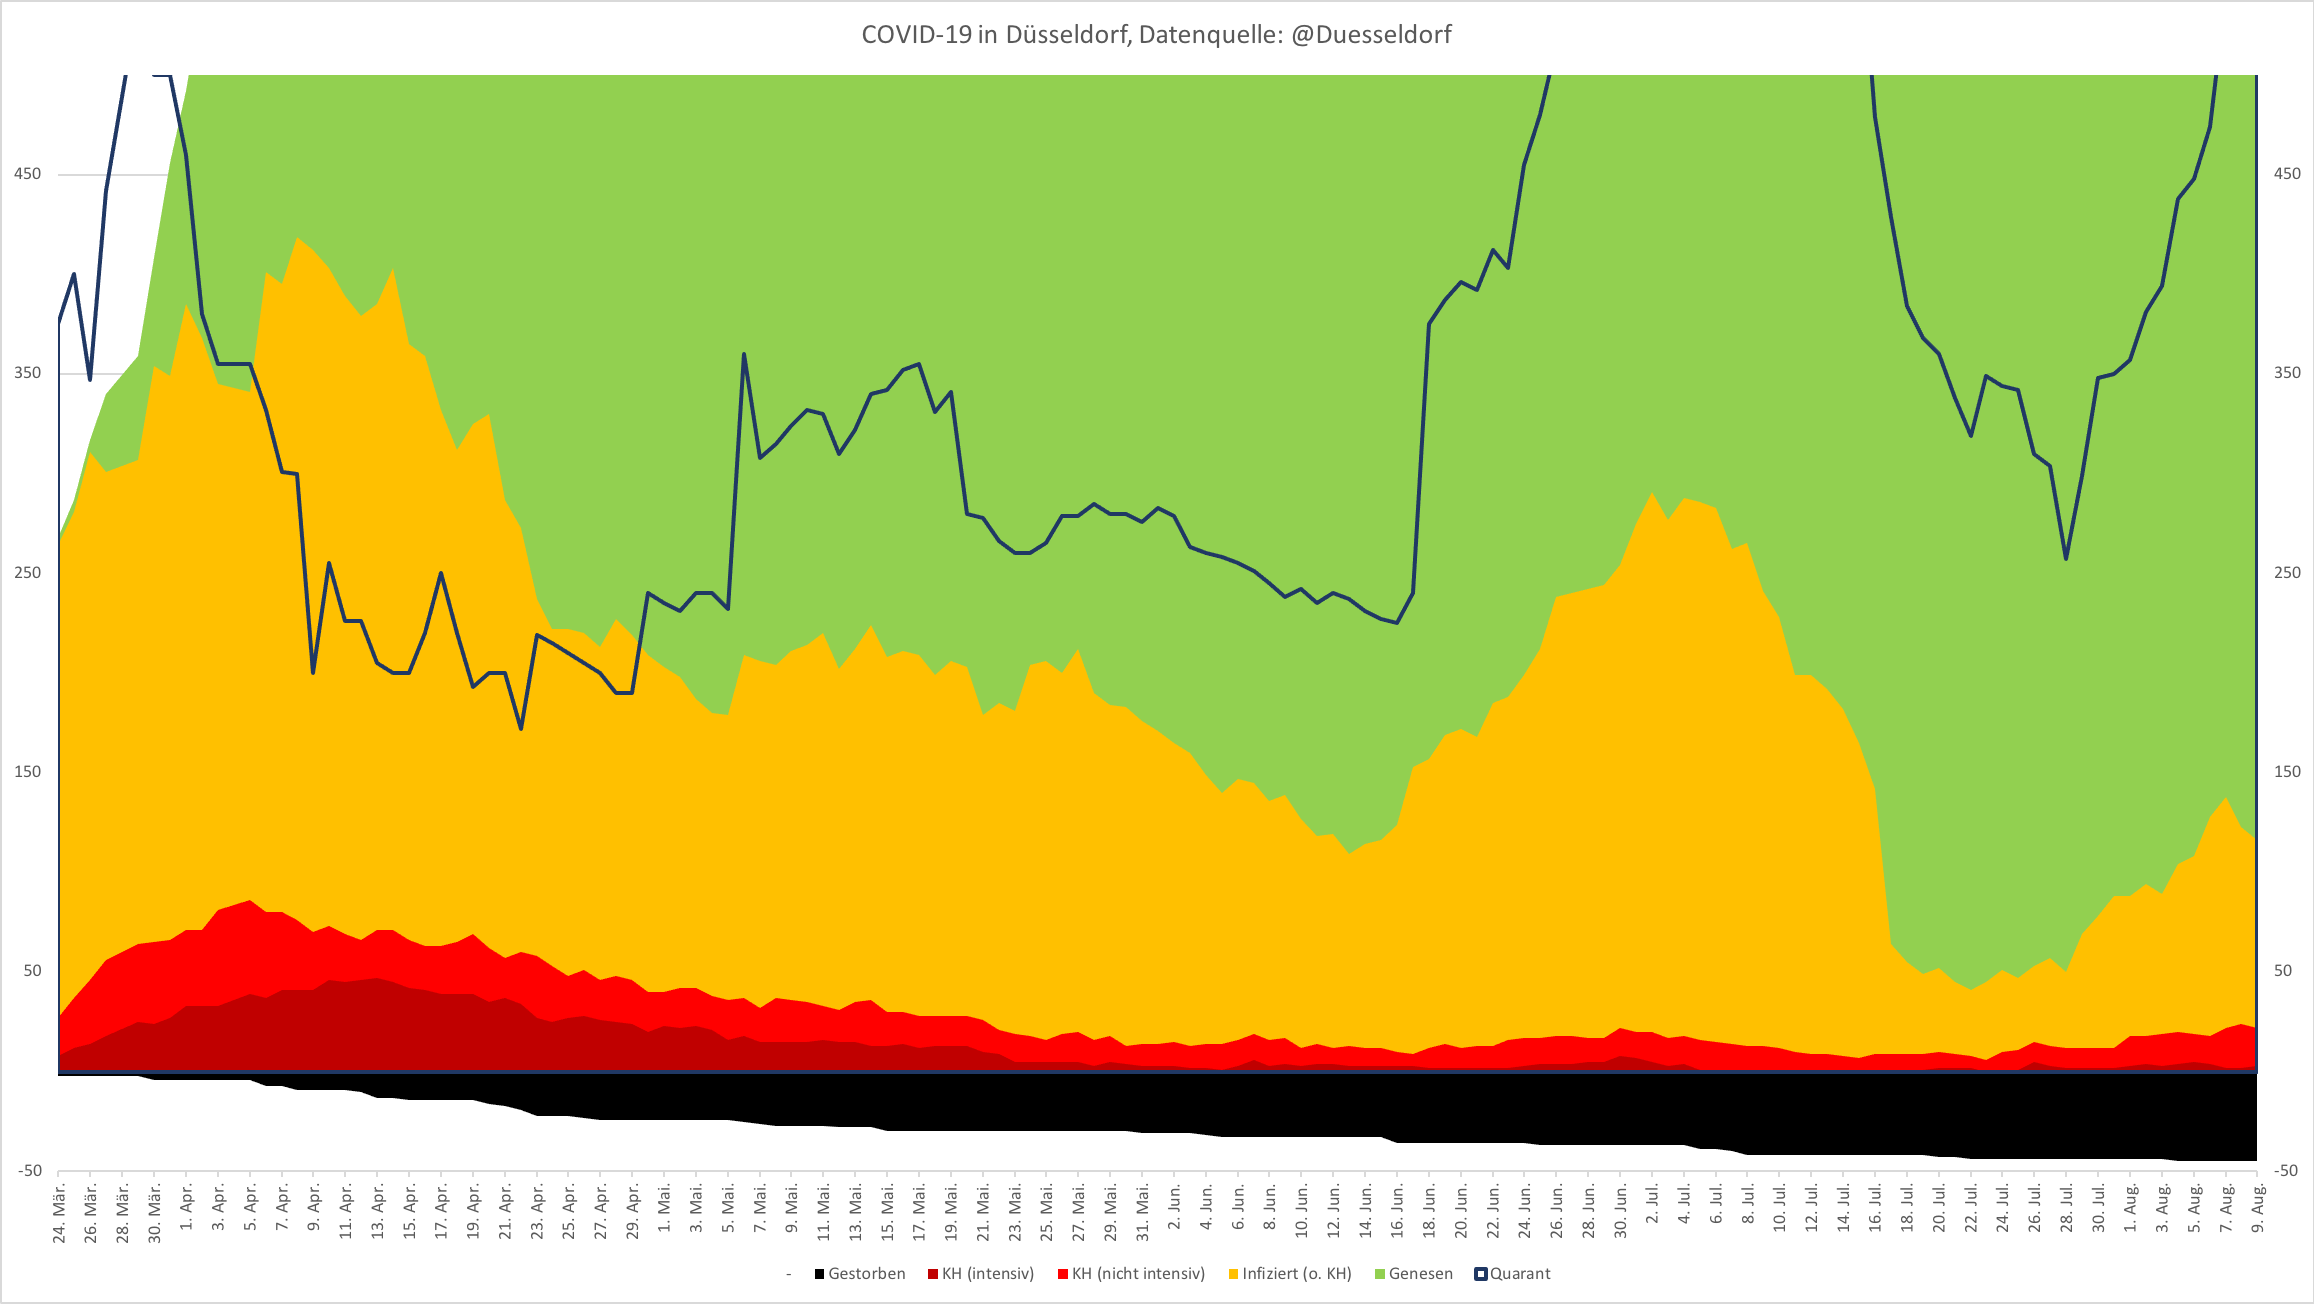 COVID-19 in Düsseldorf, Datenquelle: @Duesseldorf
450 450
350 350
250 250
150 150
50 50
-50 -50
24. Mär. 26. Mär. 28. Mär. 30. Mär. 1. Apr. 3. Apr. 5. Apr. 7. Apr. 9. Apr. 11. Apr. 13. Apr. 15. Apr. 17. Apr. 19. Apr. 21. Apr. 23. Apr. 25. Apr. 27. Apr. 29. Apr. 1. Mai. 3. Mai. 5. Mai. 7. Mai. 9. Mai. 11. Mai. 13. Mai. 15. Mai. 17. Mai. 19. Mai. 21. Mai. 23. Mai. 25. Mai. 27. Mai. 29. Mai. 31. Mai. 2. Jun. 4. Jun. 6. Jun. 8. Jun. 10. Jun. 12. Jun. 14. Jun. 16. Jun. 18. Jun. 20. Jun. 22. Jun. 24. Jun. 26. Jun. 28. Jun. 30. Jun. 2. Jul. 4. Jul. 6. Jul. 8. Jul. 10. Jul. 12. Jul. 14. Jul. 16. Jul. 18. Jul. 20. Jul. 22. Jul. 24. Jul. 26. Jul. 28. Jul. 30. Jul. 1. Aug. 3. Aug. 5. Aug. 7. Aug. 9. Aug.
- Gestorben KH (intensiv) KH (nicht intensiv) Infiziert (o. KH) Genesen Quarant